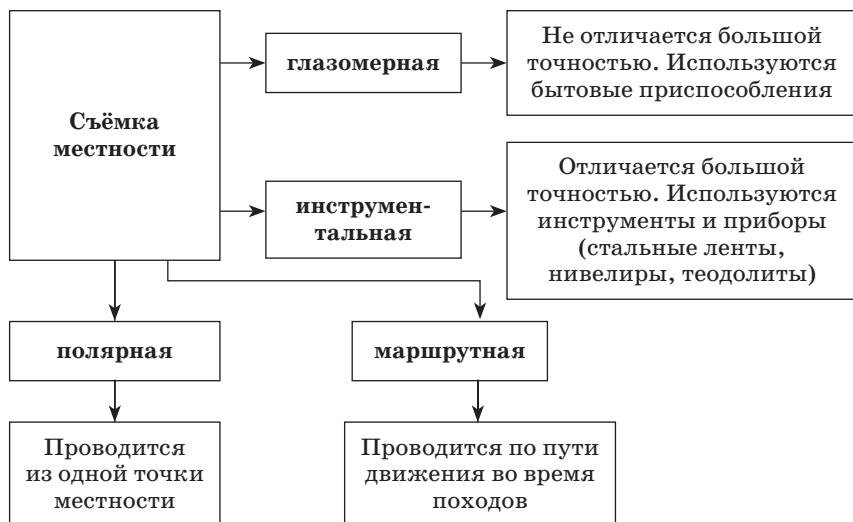 Съёмка
местности
глазомерная
Не отличается большой
точностью. Используются
бытовые приспособления
инструмен-
тальная
Отличается большой
точностью. Используются
инструменты и приборы
(стальные ленты,
нивелиры, теодолиты)
полярная
маршрутная
Проводится
из одной точки
местности
Проводится по пути
движения во время
походов